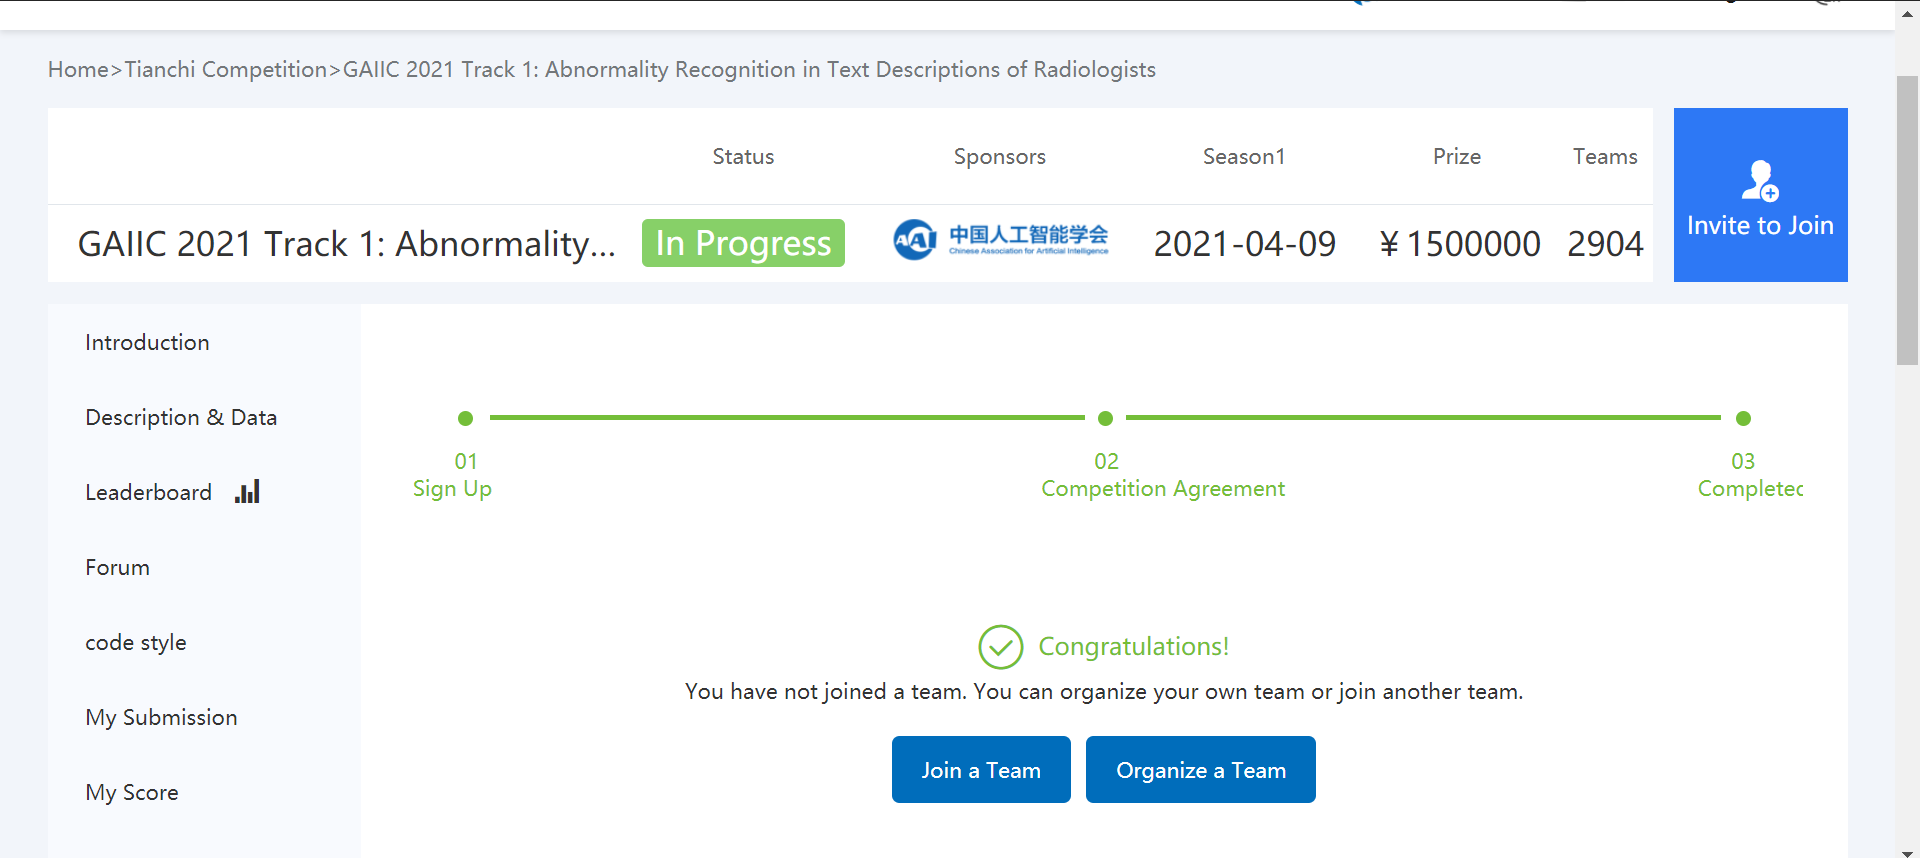 Home>Tianchi Competition>GAIIC 2021 Track 1: Abnormality Recognition in Text Descriptions of Radiologists
Status Sponsors Season1 Prize Teams
GAIIC 2021 Track 1: Abnormality... In Progress CAAI 中国人工智能学会 2021-04-09 ¥1500000 2904
Chinese Association for Artificial Intelligence
Invite to Join
Introduction
Description & Data
Leaderboard
Forum
code style
My Submission
My Score
01 02 03
Sign Up Competition Agreement Completed
Congratulations!
You have not joined a team. You can organize your own team or join another team.
Join a Team Organize a Team